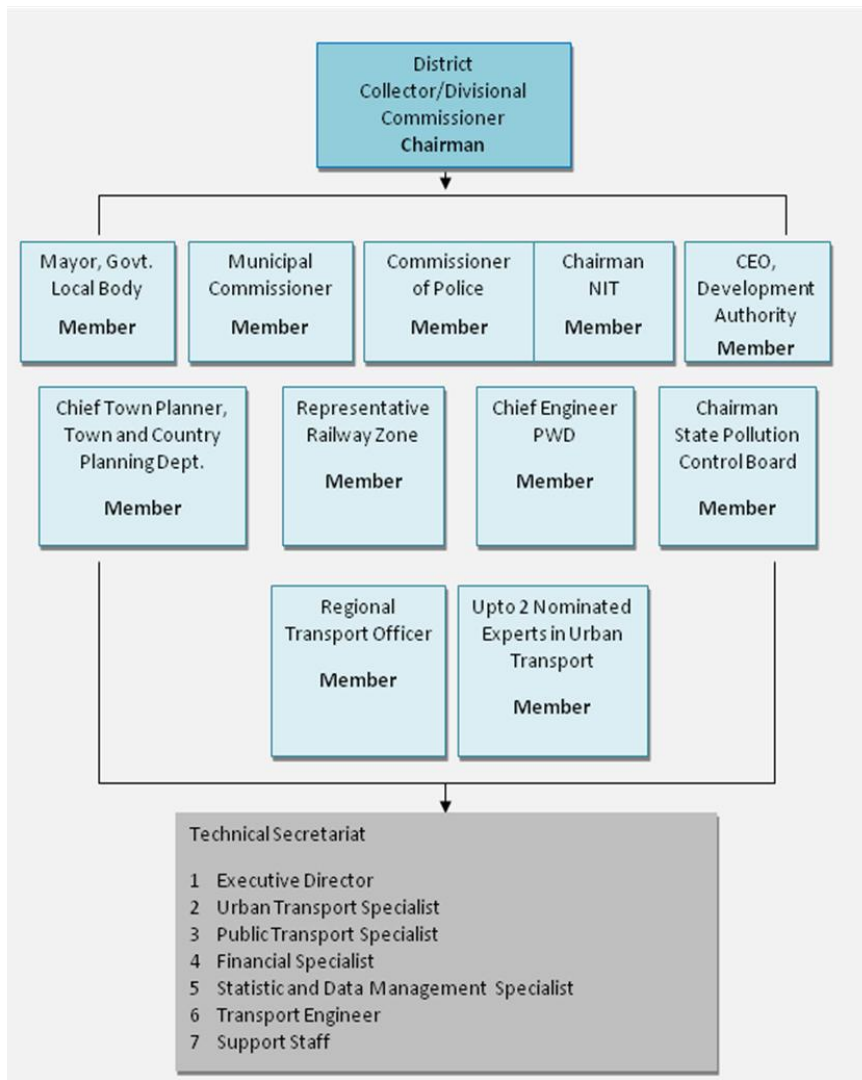 District
Collector/Divisional
Commissioner
Chairman
Mayor, Govt.
Local Body
Member
Municipal
Commissioner
Member
Commissioner
of Police
Member
Chairman
NIT
Member
CEO,
Development
Authority
Member
Chief Town Planner,
Town and Country
Planning Dept.
Member
Representative
Railway Zone
Member
Chief Engineer
PWD
Member
Chairman
State Pollution
Control Board
Member
Regional
Transport Officer
Member
Upto 2 Nominated
Experts in Urban
Transport
Member
Technical Secretariat
1 Executive Director
2 Urban Transport Specialist
3 Public Transport Specialist
4 Financial Specialist
5 Statistic and Data Management Specialist
6 Transport Engineer
7 Support Staff